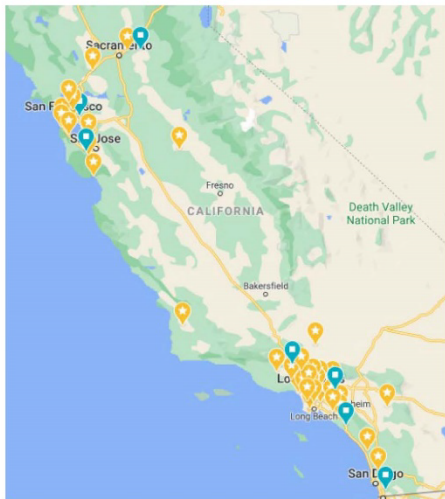 Sacramento
San Francisco
San Jose
Fresno
CALIFORNIA
Death Valley
National Park
Bakersfield
Long Beach
San Diego